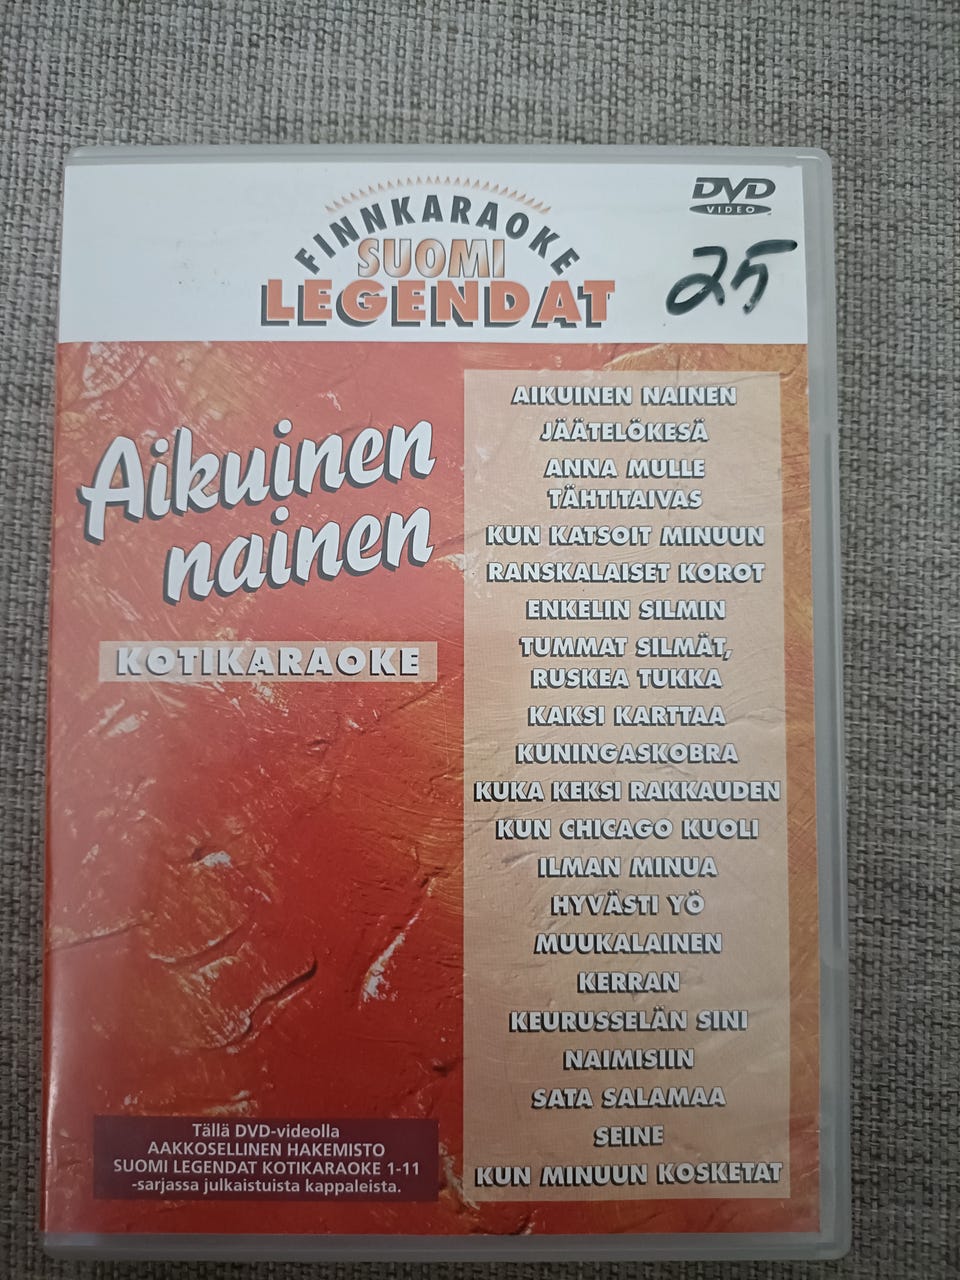 FINNKARAOKE
SUOMI
LEGENDAT
DVD
VIDEO
25
Aikuinen
nainen
KOTIKARAOKE
AIKUINEN NAINEN
JÄÄTELÖKESÄ
ANNA MULLE
TÄHTITAIVAS
KUN KATSOIT MINUUN
RANSKALAISET KOROT
ENKELIN SILMIN
TUMMAT SILMÄT,
RUSKEA TUKKA
KAKSI KARTTAA
KUNINGASKOBRA
KUKA KEKSI RAKKAUDEN
KUN CHICAGO KUOLI
ILMAN MINUA
HYVÄSTI YÖ
MUUKALAINEN
KERRAN
KEURUSSELÄN SINI
NAIMISIIN
SATA SALAMAA
SEINE
KUN MINUUN KOSKETAT
Tällä DVD-videolla
AAKKOSELLINEN HAKEMISTO
SUOMI LEGENDAT KOTIKARAOKE 1-11
-sarjassa julkaistuista kappaleista.